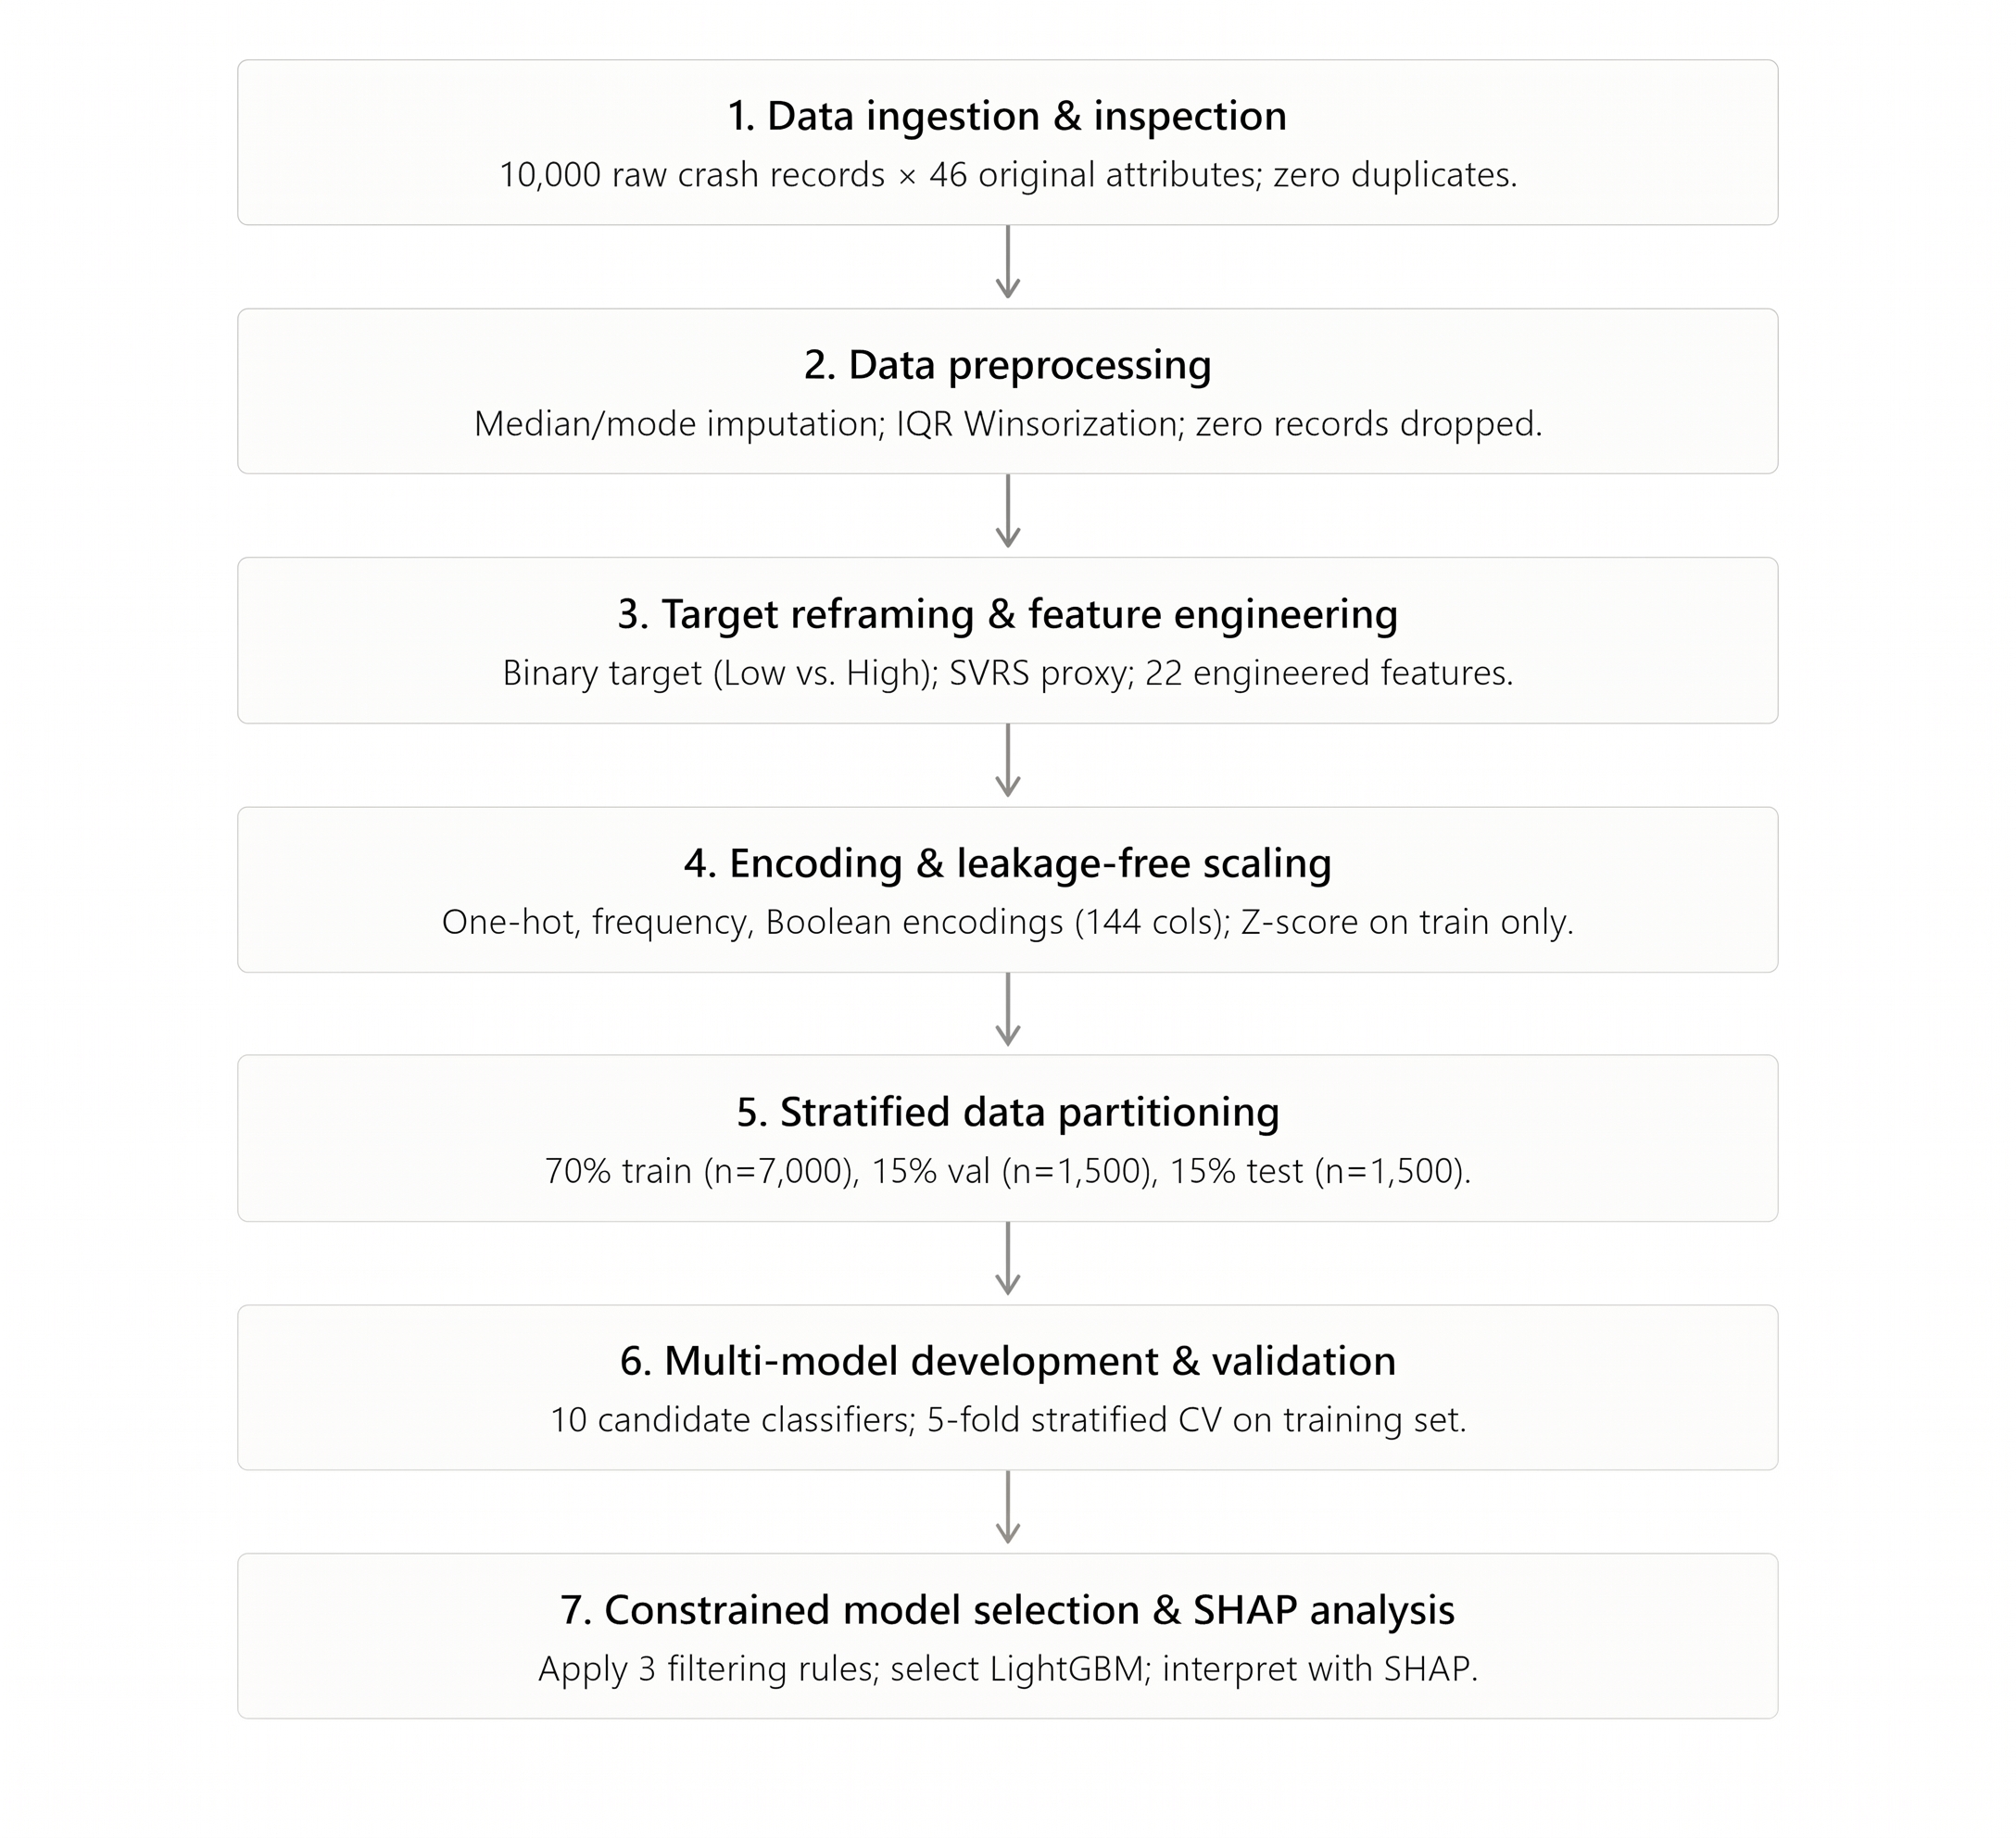 1. Data ingestion & inspection
10,000 raw crash records × 46 original attributes; zero duplicates.
2. Data preprocessing
Median/mode imputation; IQR Winsorization; zero records dropped.
3. Target reframing & feature engineering
Binary target (Low vs. High); SVRS proxy; 22 engineered features.
4. Encoding & leakage-free scaling
One-hot, frequency, Boolean encodings (144 cols); Z-score on train only.
5. Stratified data partitioning
70% train (n=7,000), 15% val (n=1,500), 15% test (n=1,500).
6. Multi-model development & validation
10 candidate classifiers; 5-fold stratified CV on training set.
7. Constrained model selection & SHAP analysis
Apply 3 filtering rules; select LightGBM; interpret with SHAP.